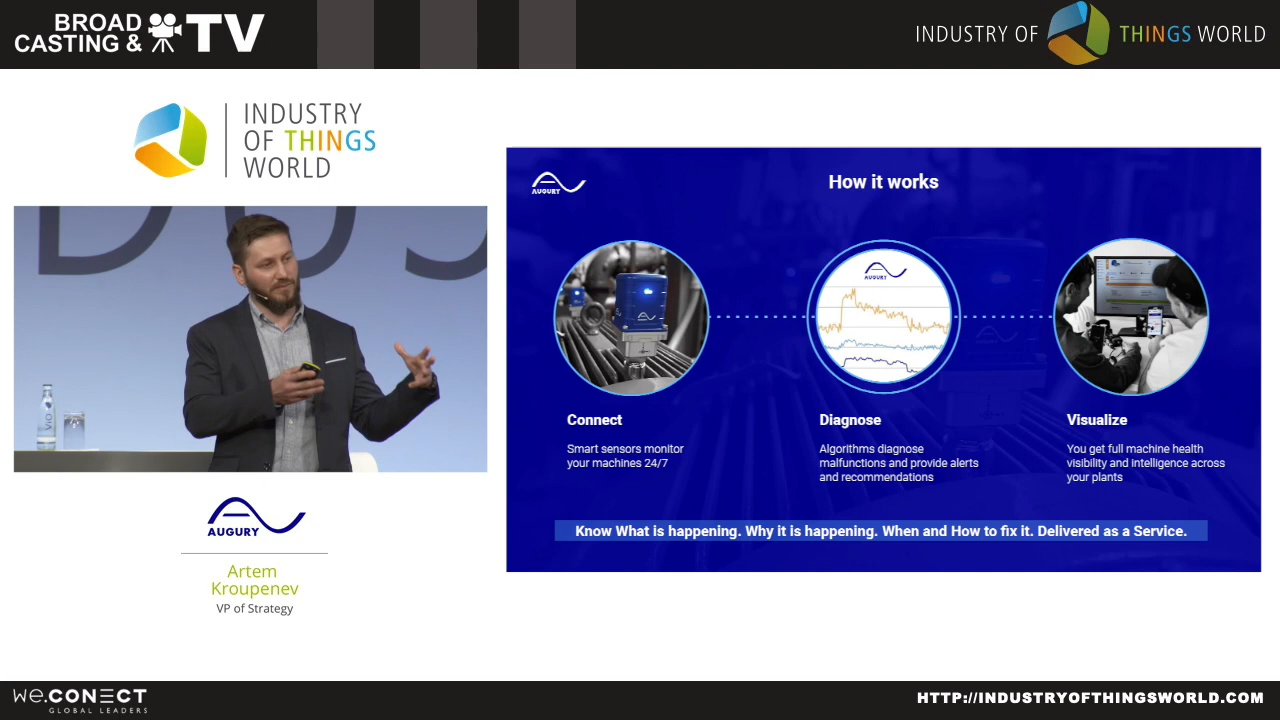 BROAD
CASTING & TV
INDUSTRY OF THINGS WORLD
INDUSTRY
OF THINGS
WORLD
DUS
ViO
AUGURY
Artem
Kroupenev
VP of Strategy
AUGURY
How it works
AUGURY
Connect
Smart sensors monitor
your machines 24/7
Diagnose
Algorithms diagnose
malfunctions and provide alerts
and recommendations
Visualize
You get full machine health
visibility and intelligence across
your plants
Know What is happening. Why it is happening. When and How to fix it. Delivered as a Service.
we.CONECT
GLOBAL LEADERS
HTTP://INDUSTRYOFTHINGSWORLD.COM